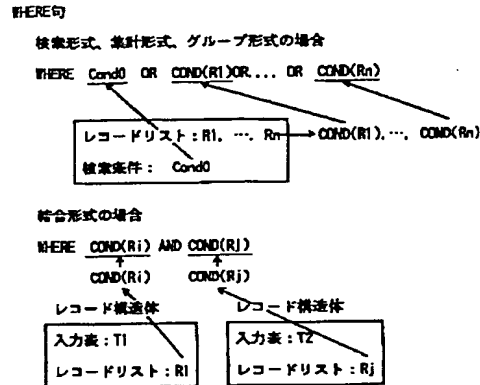 WHERE句
検索形式、集計形式、グループ形式の場合
WHERE Cond0 OR COND(R1)OR.... OR COND(Rn)
レコードリスト:R1, …, Rn COND(R1),…, COND(Rn)
検索条件: Cond0
結合形式の場合
WHERE COND(Ri) AND COND(Rj)
COND(Ri) COND(Rj)
レコード構造体 レコード構造体
入力表:T1 入力表:T2
レコードリスト:Ri レコードリスト:Rj